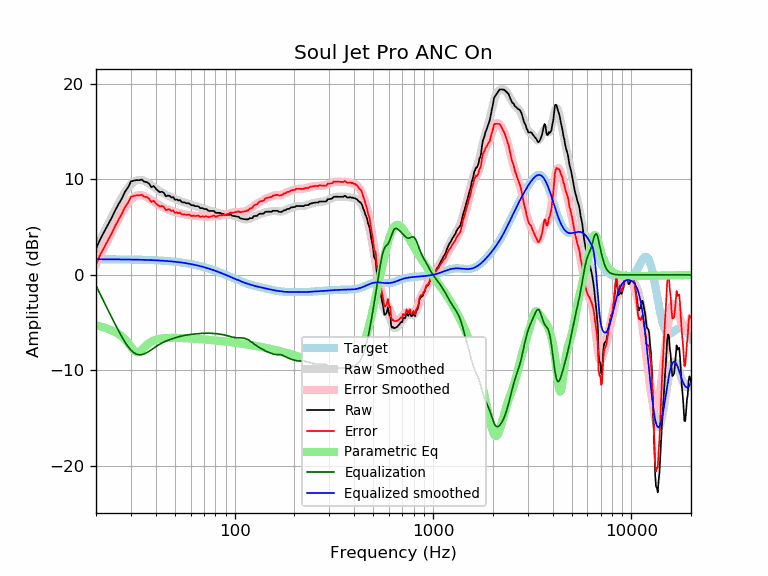 Soul Jet Pro ANC On
20
10
0
−10
−20
Amplitude (dBr)
Target
Raw Smoothed
Error Smoothed
Raw
Error
Parametric Eq
Equalization
Equalized smoothed
100
1000
10000
Frequency (Hz)